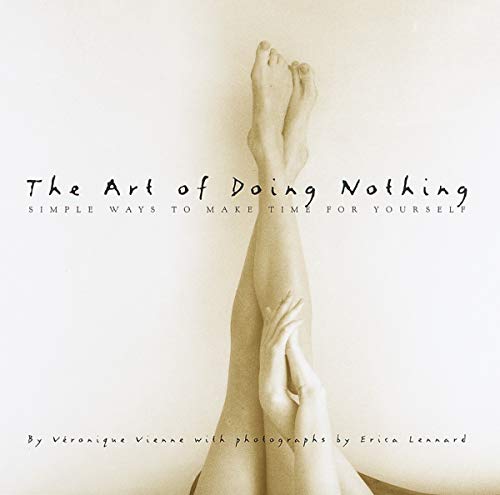 The Art of Doing Nothing
SIMPLE WAYS TO MAKE TIME FOR YOURSELF
By Véronique Vienne with photographs by Erica Lennard